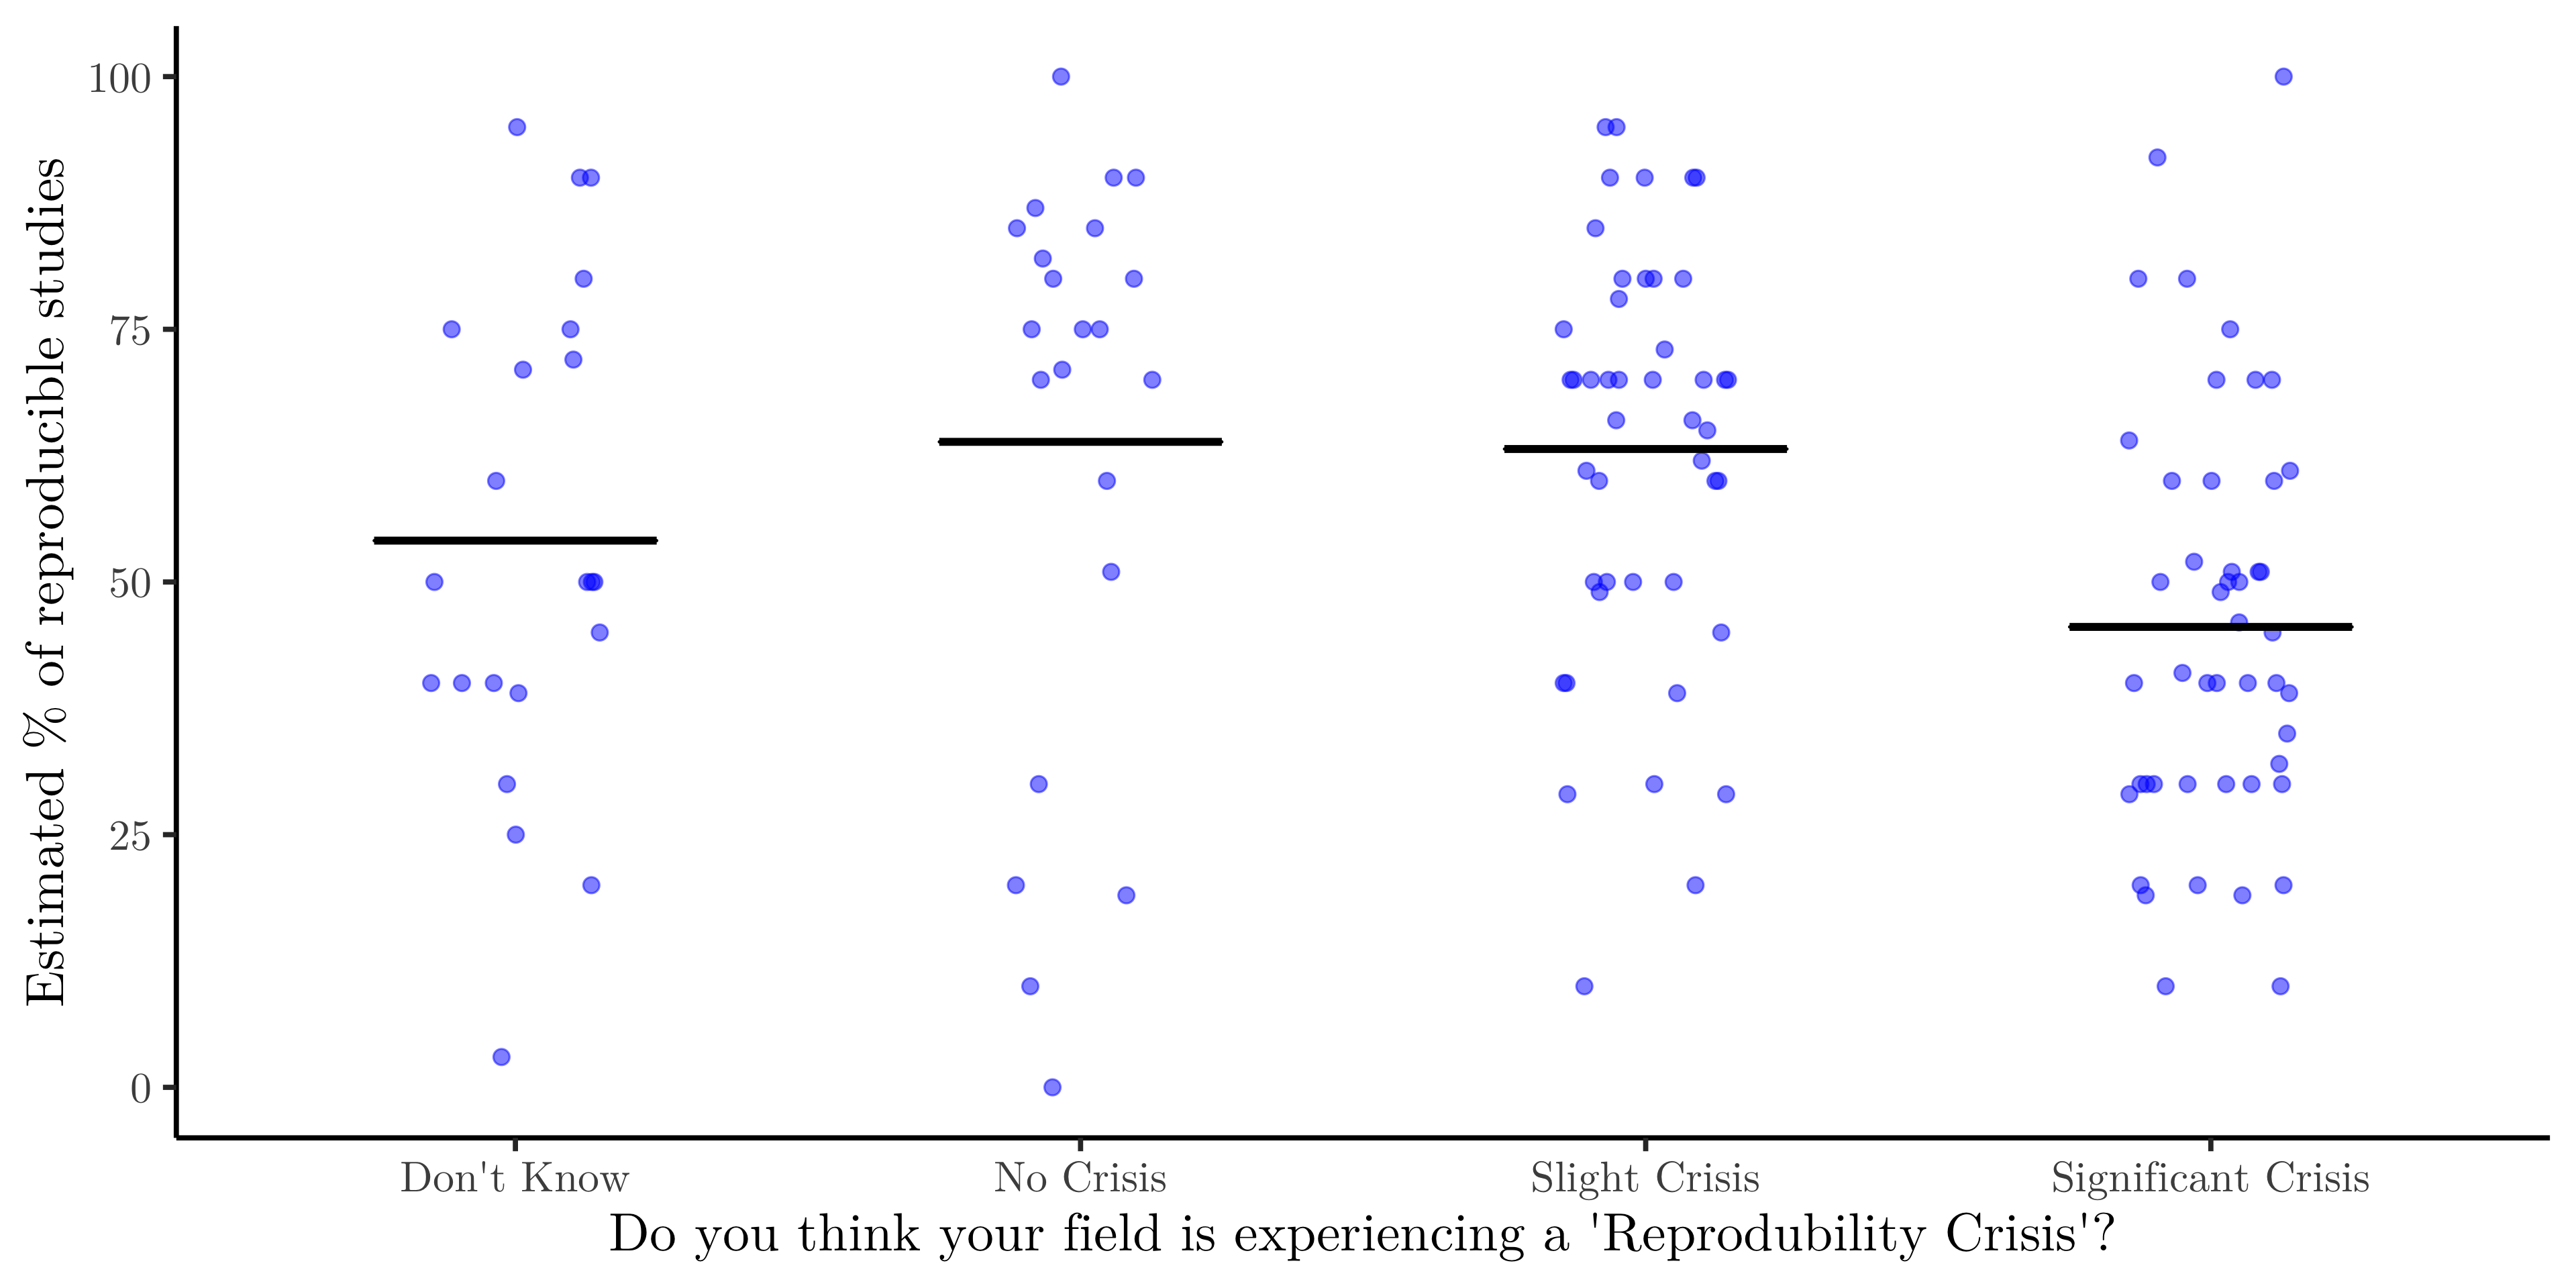 Estimated % of reproducible studies
100
75
50
25
0
Don't Know
No Crisis
Slight Crisis
Significant Crisis
Do you think your field is experiencing a 'Reprodubility Crisis'?